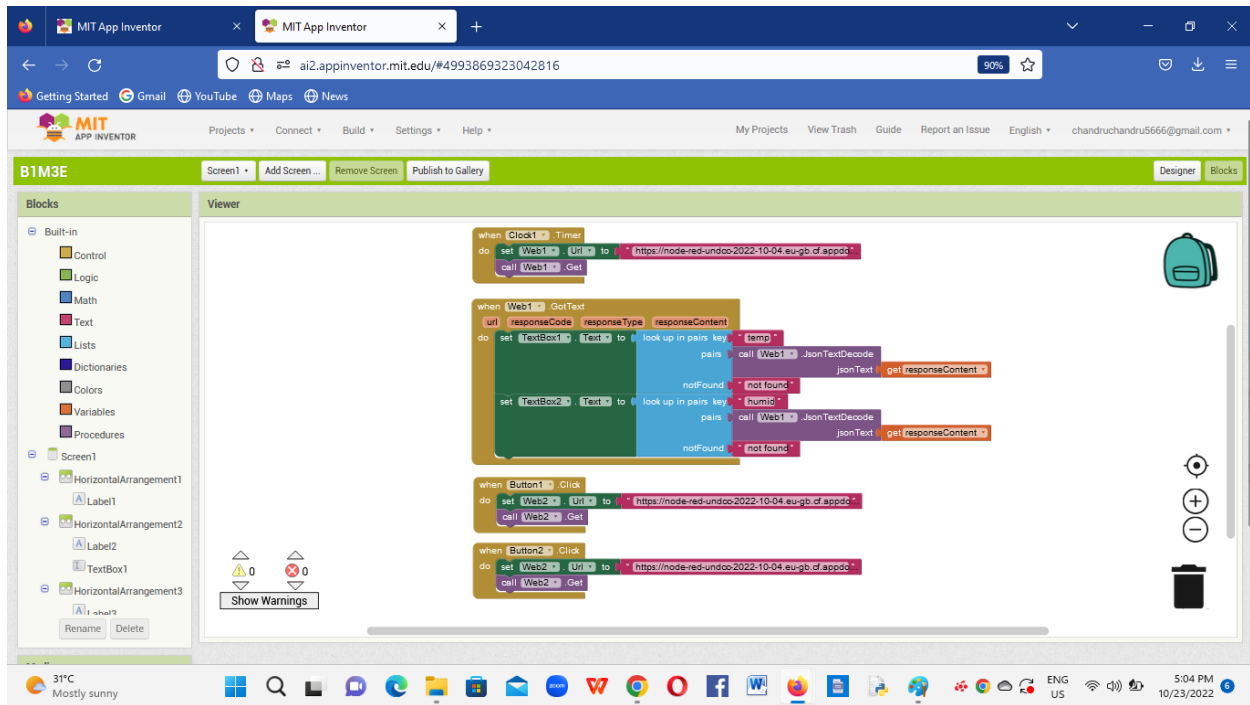 MIT App Inventor
MIT App Inventor
ai2.appinventor.mit.edu/#4993869323042816
90%
Getting Started Gmail YouTube Maps News
MIT
APP INVENTOR
Projects Connect Build Settings Help My Projects View Trash Guide Report an Issue English chandruchandru5666@gmail.com
B1M3E Screen1 Add Screen ... Remove Screen Publish to Gallery Designer Blocks
Blocks Viewer
Built-in
Control
Logic
Math
Text
Lists
Dictionaries
Colors
Variables
Procedures
Screen1
HorizontalArrangement1
Label1
HorizontalArrangement2
Label2
TextBox1
HorizontalArrangement3
Label3
Rename Delete
when Clock1 .Timer
do set Web1 . Url to " https://node-red-undco-2022-10-04.eu-gb.cf.appdo "
call Web1 .Get
when Web1 .GotText
url responseCode responseType responseContent
do set TextBox1 . Text to look up in pairs key " temp "
pairs call Web1 .JsonTextDecode
jsonText get responseContent
notFound " not found "
set TextBox2 . Text to look up in pairs key " humid "
pairs call Web1 .JsonTextDecode
jsonText get responseContent
notFound " not found "
when Button1 .Click
do set Web2 . Url to " https://node-red-undco-2022-10-04.eu-gb.cf.appdo "
call Web2 .Get
when Button2 .Click
do set Web2 . Url to " https://node-red-undco-2022-10-04.eu-gb.cf.appdo "
call Web2 .Get
0 0
Show Warnings
31°C
Mostly sunny
zoom
ENG
US
5:04 PM
10/23/2022
6